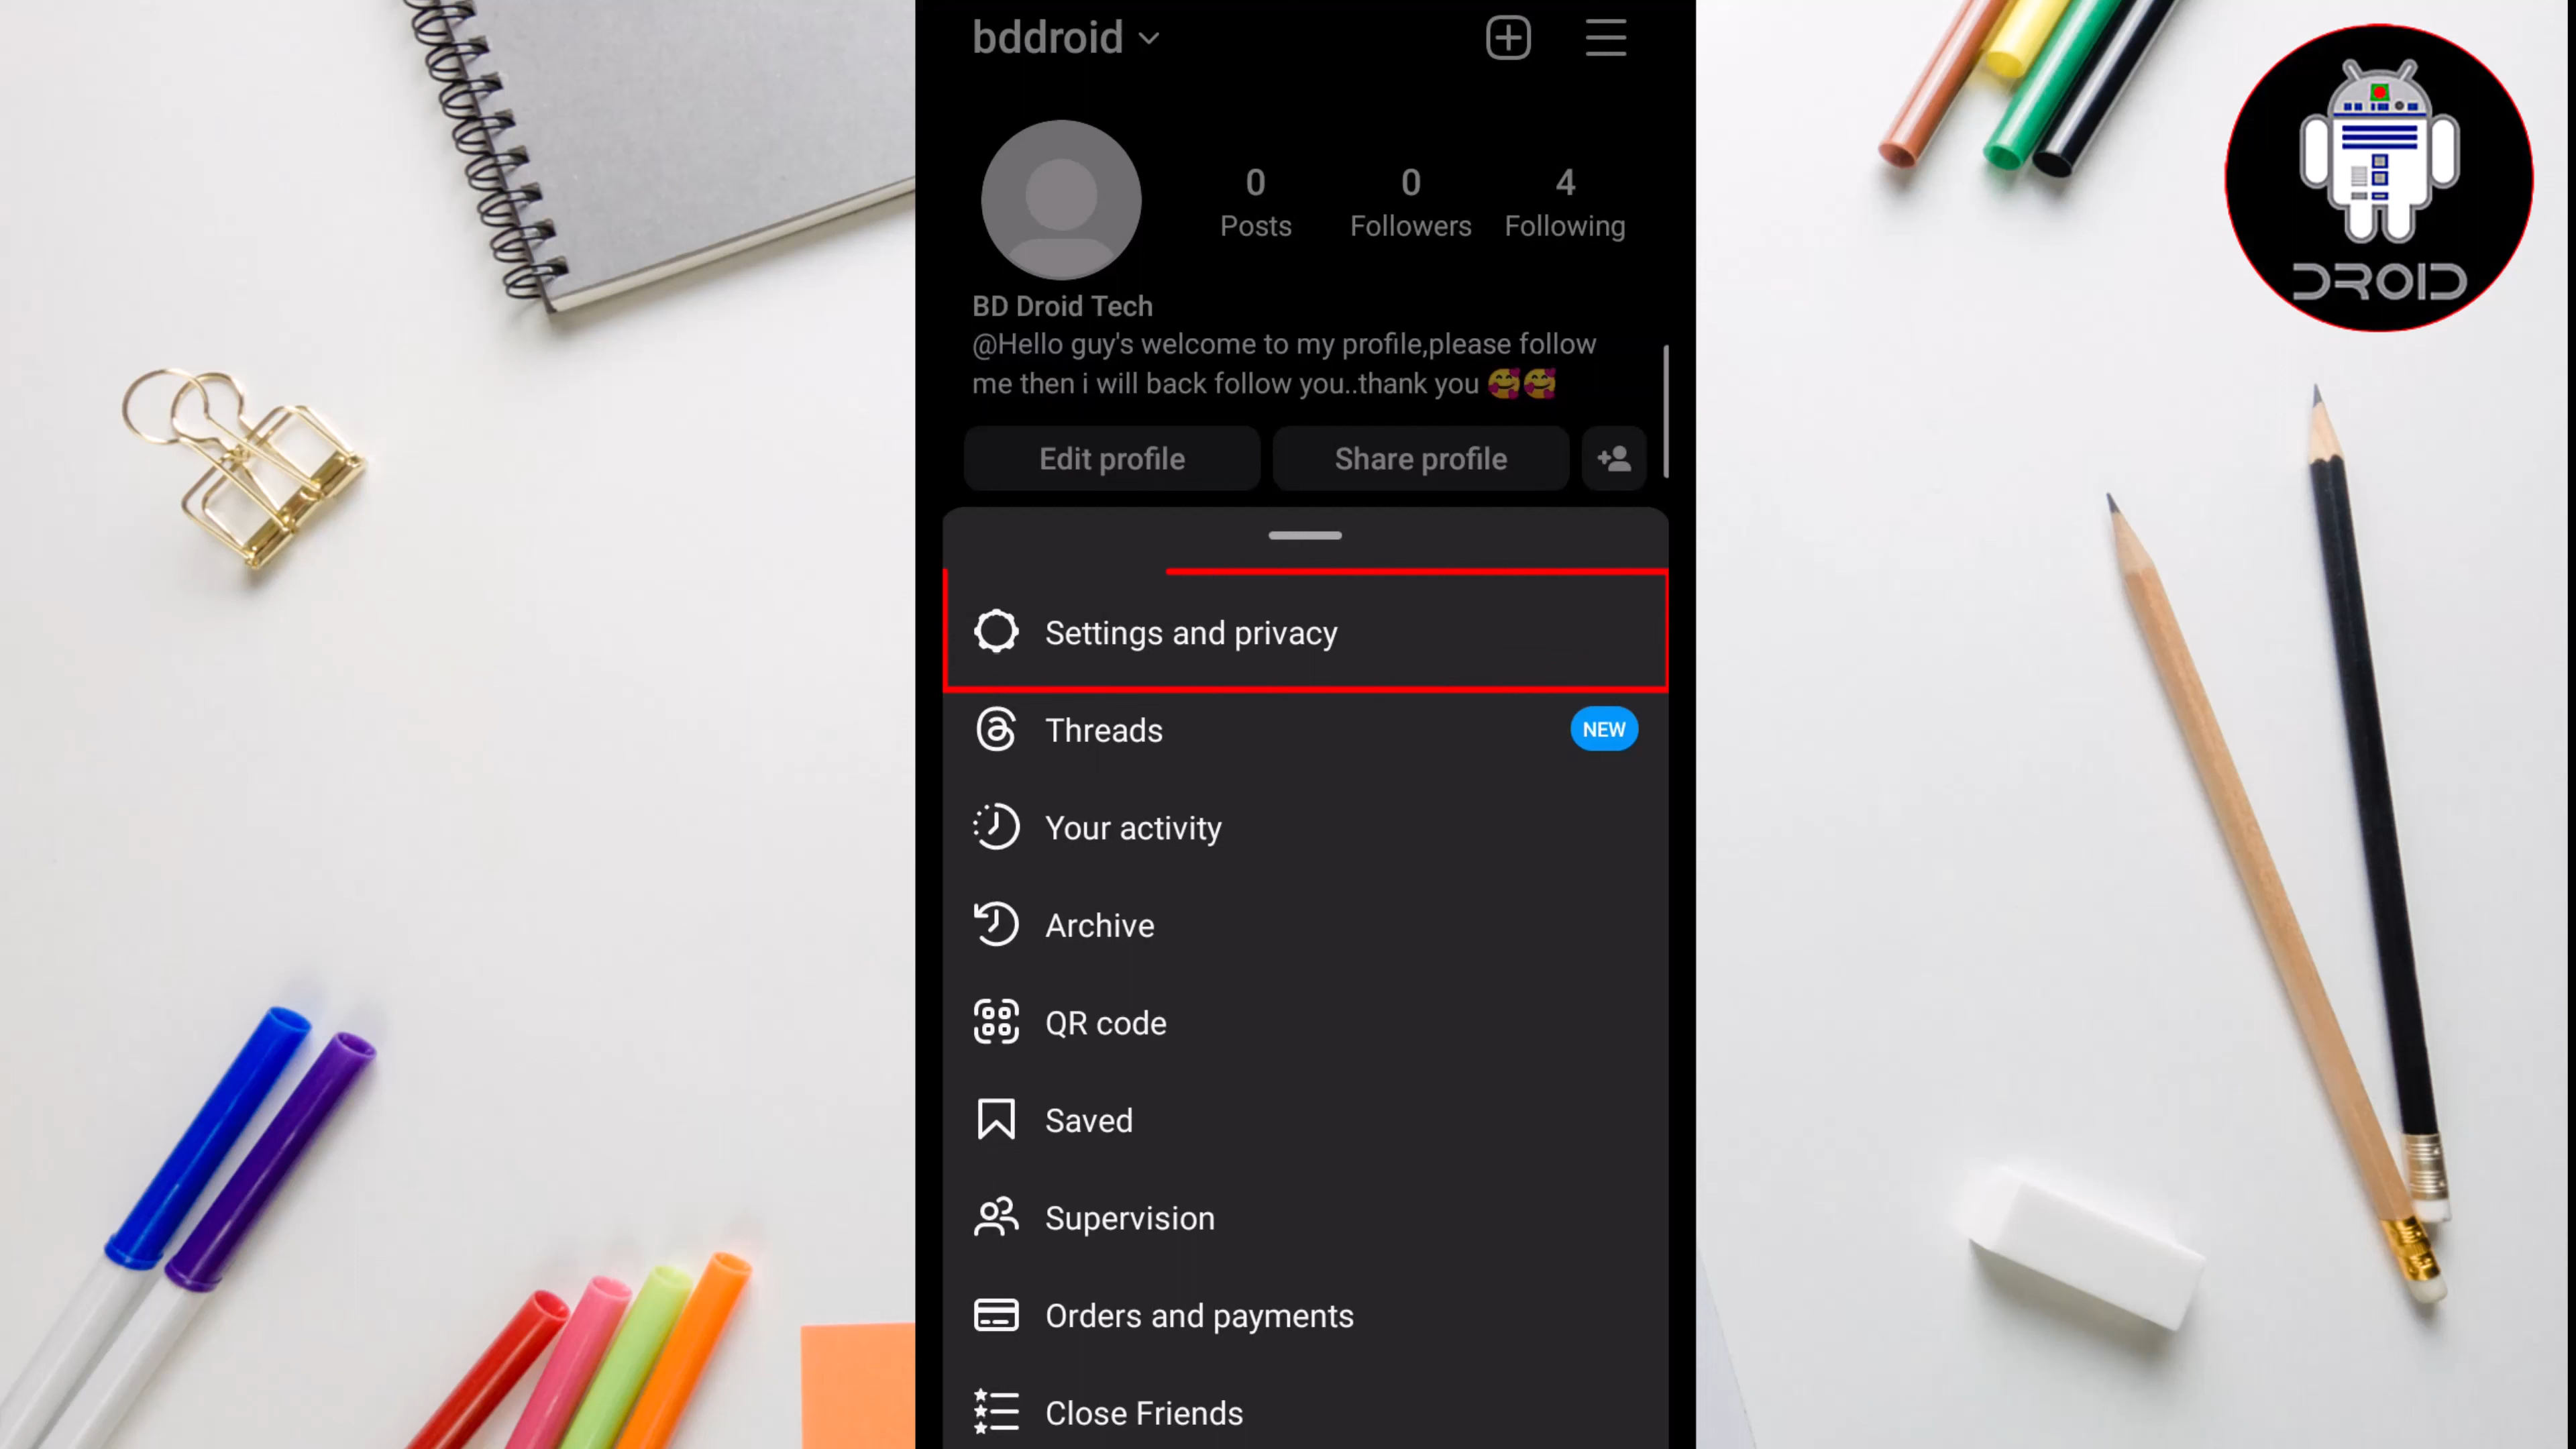 bddroid
0 0 4
Posts Followers Following
BD Droid Tech
@Hello guy's welcome to my profile,please follow
me then i will back follow you..thank you 🥰🥰
Edit profile Share profile
Settings and privacy
Threads NEW
Your activity
Archive
QR code
Saved
Supervision
Orders and payments
Close Friends
DROID